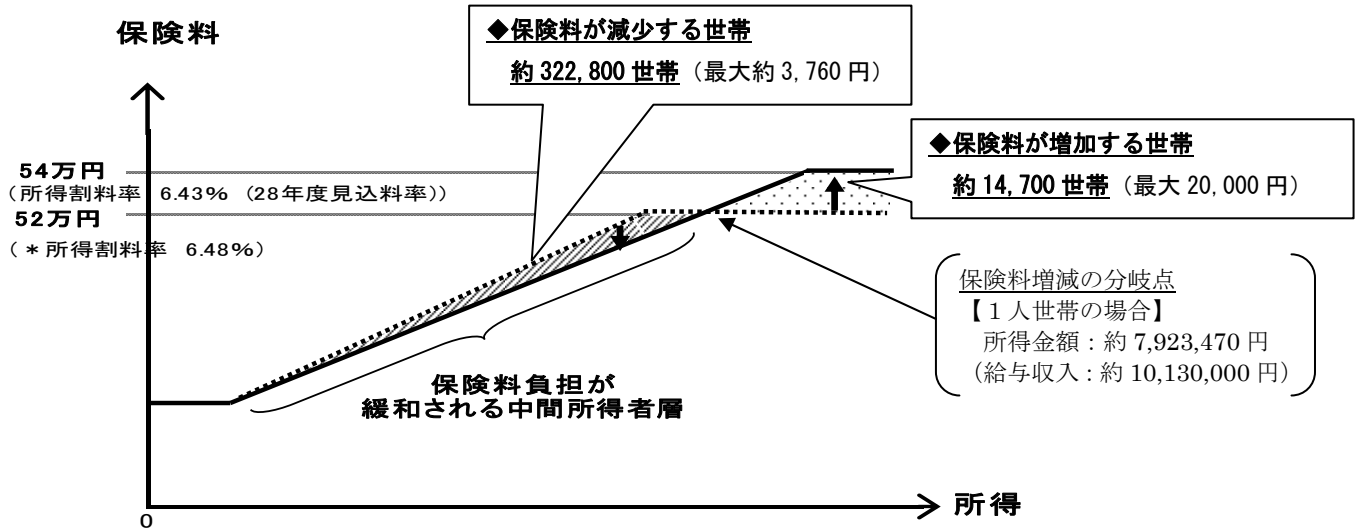 保険料
◆保険料が減少する世帯
約 322,800 世帯（最大約 3,760 円）
◆保険料が増加する世帯
約 14,700 世帯（最大 20,000 円）
54万円
（所得割料率 6.43% (28年度見込料率)）
52万円
（＊所得割料率 6.48%）
保険料増減の分岐点
【１人世帯の場合】
所得金額：約 7,923,470 円
（給与収入：約 10,130,000 円）
保険料負担が
緩和される中間所得者層
所得
0